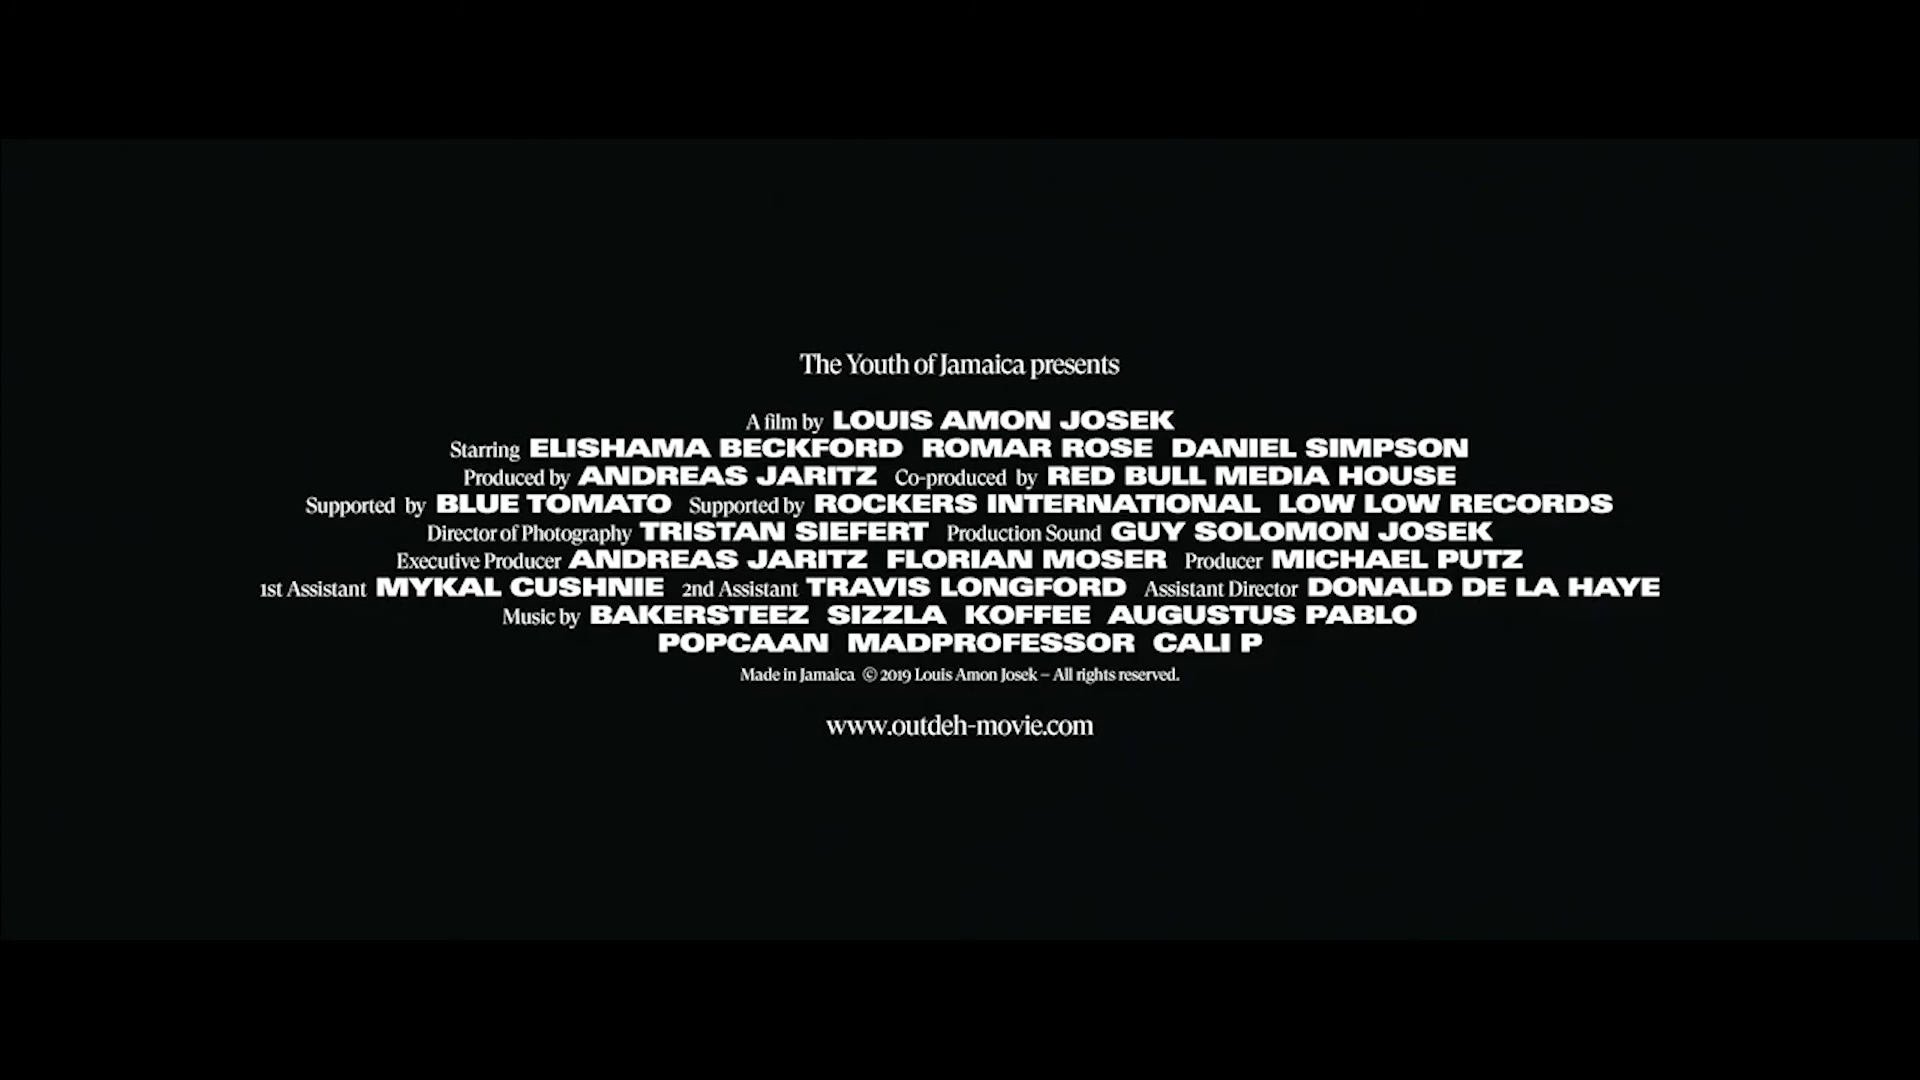 The Youth of Jamaica presents
A film by LOUIS AMON JOSEK
Starring ELISHAMA BECKFORD ROMAR ROSE DANIEL SIMPSON
Produced by ANDREAS JARITZ Co-produced by RED BULL MEDIA HOUSE
Supported by BLUE TOMATO Supported by ROCKERS INTERNATIONAL LOW LOW RECORDS
Director of Photography TRISTAN SIEFERT Production Sound GUY SOLOMON JOSEK
Executive Producer ANDREAS JARITZ FLORIAN MOSER Producer MICHAEL PUTZ
1st Assistant MYKAL CUSHNIE 2nd Assistant TRAVIS LONGFORD Assistant Director DONALD DE LA HAYE
Music by BAKERSTEEZ SIZZLA KOFFEE AUGUSTUS PABLO
POPCAAN MADPROFESSOR CALI P
Made in Jamaica © 2019 Louis Amon Josek – All rights reserved.
www.outdeh-movie.com